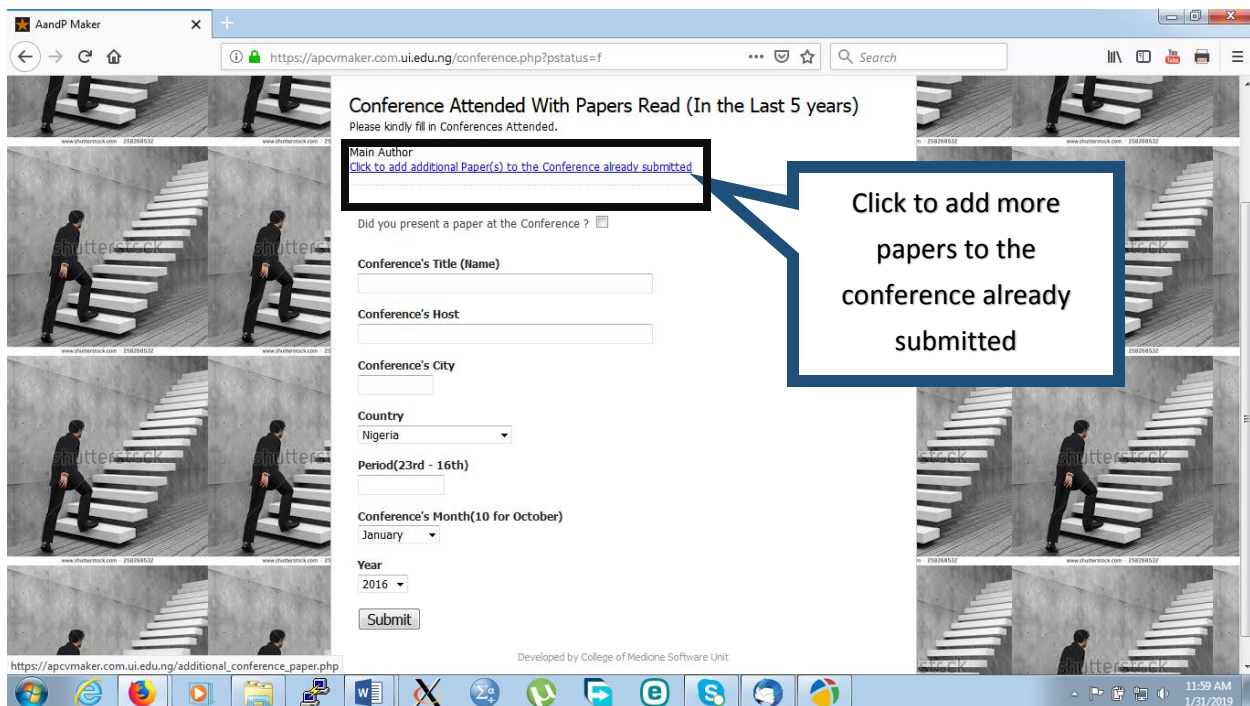 AandP Maker
https://apcvmaker.com.ui.edu.ng/conference.php?pstatus=f
Search
Conference Attended With Papers Read (In the Last 5 years)
Please kindly fill in Conferences Attended.
Main Author
Click to add additional Paper(s) to the Conference already submitted
Click to add more
papers to the
conference already
submitted
Did you present a paper at the Conference ?
Conference's Title (Name)
Conference's Host
Conference's City
Country
Nigeria
Period(23rd - 16th)
Conference's Month(10 for October)
January
Year
2016
Submit
Developed by College of Medicine Software Unit
https://apcvmaker.com.ui.edu.ng/additional_conference_paper.php
shutterstock
www.shutterstock.com · 258268532
11:59 AM
1/31/2019